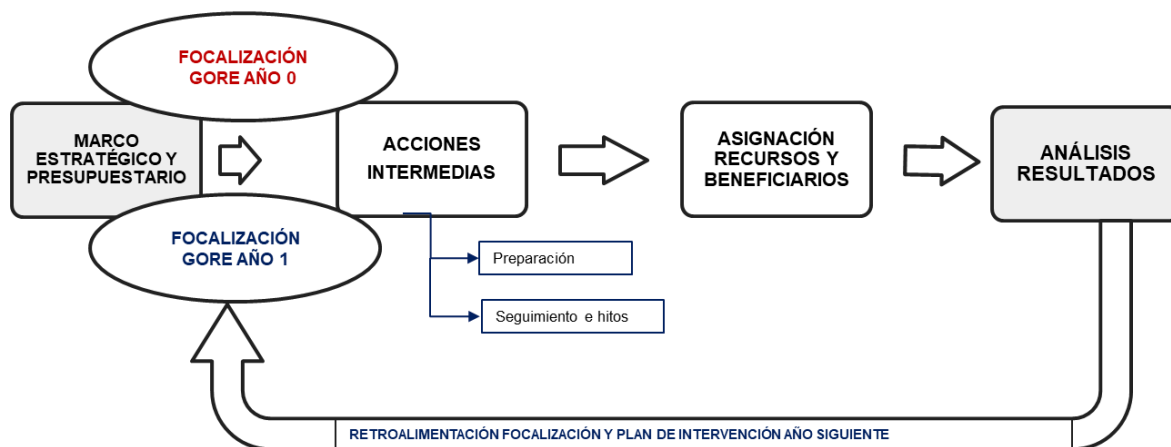 FOCALIZACIÓN
GORE AÑO 0
MARCO
ESTRATÉGICO Y
PRESUPUESTARIO
ACCIONES
INTERMEDIAS
ASIGNACIÓN
RECURSOS Y
BENEFICIARIOS
ANÁLISIS
RESULTADOS
FOCALIZACIÓN
GORE AÑO 1
Preparación
Seguimiento e hitos
RETROALIMENTACIÓN FOCALIZACIÓN Y PLAN DE INTERVENCIÓN AÑO SIGUIENTE